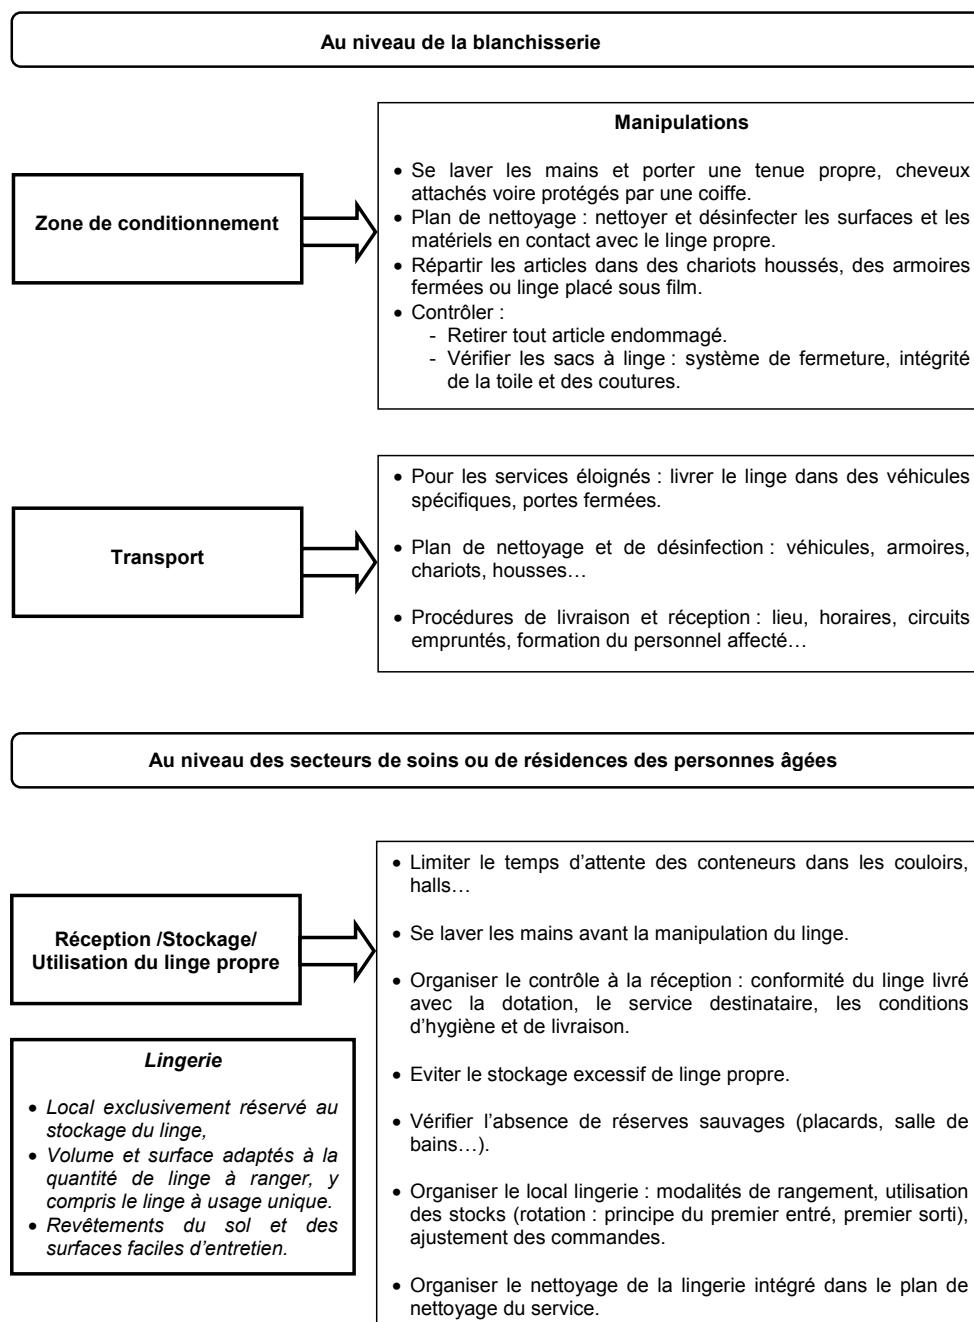 Au niveau de la blanchisserie
Zone de conditionnement
Manipulations
• Se laver les mains et porter une tenue propre, cheveux
attachés voire protégés par une coiffe.
• Plan de nettoyage : nettoyer et désinfecter les surfaces et les
matériels en contact avec le linge propre.
• Répartir les articles dans des chariots houssés, des armoires
fermées ou linge placé sous film.
• Contrôler :
- Retirer tout article endommagé.
- Vérifier les sacs à linge : système de fermeture, intégrité
de la toile et des coutures.
Transport
• Pour les services éloignés : livrer le linge dans des véhicules
spécifiques, portes fermées.
• Plan de nettoyage et de désinfection : véhicules, armoires,
chariots, housses…
• Procédures de livraison et réception : lieu, horaires, circuits
empruntés, formation du personnel affecté…
Au niveau des secteurs de soins ou de résidences des personnes âgées
Réception /Stockage/
Utilisation du linge propre
Lingerie
• Local exclusivement réservé au
stockage du linge,
• Volume et surface adaptés à la
quantité de linge à ranger, y
compris le linge à usage unique.
• Revêtements du sol et des
surfaces faciles d'entretien.
• Limiter le temps d'attente des conteneurs dans les couloirs,
halls…
• Se laver les mains avant la manipulation du linge.
• Organiser le contrôle à la réception : conformité du linge livré
avec la dotation, le service destinataire, les conditions
d'hygiène et de livraison.
• Eviter le stockage excessif de linge propre.
• Vérifier l'absence de réserves sauvages (placards, salle de
bains…).
• Organiser le local lingerie : modalités de rangement, utilisation
des stocks (rotation : principe du premier entré, premier sorti),
ajustement des commandes.
• Organiser le nettoyage de la lingerie intégré dans le plan de
nettoyage du service.